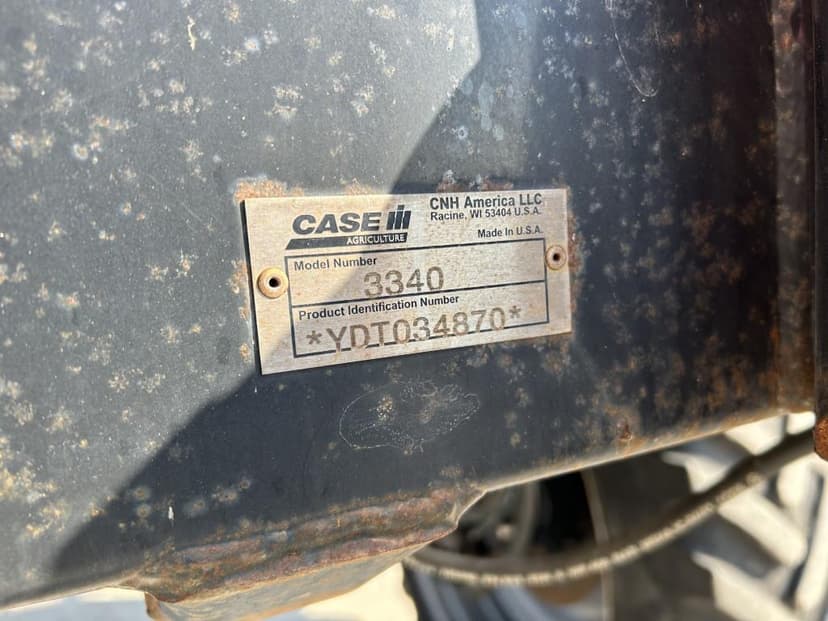 CASE IH
AGRICULTURE
CNH America LLC
Racine, WI 53404 U.S.A.
Made In U.S.A.
Model Number
3340
Product Identification Number
*YDT034870*